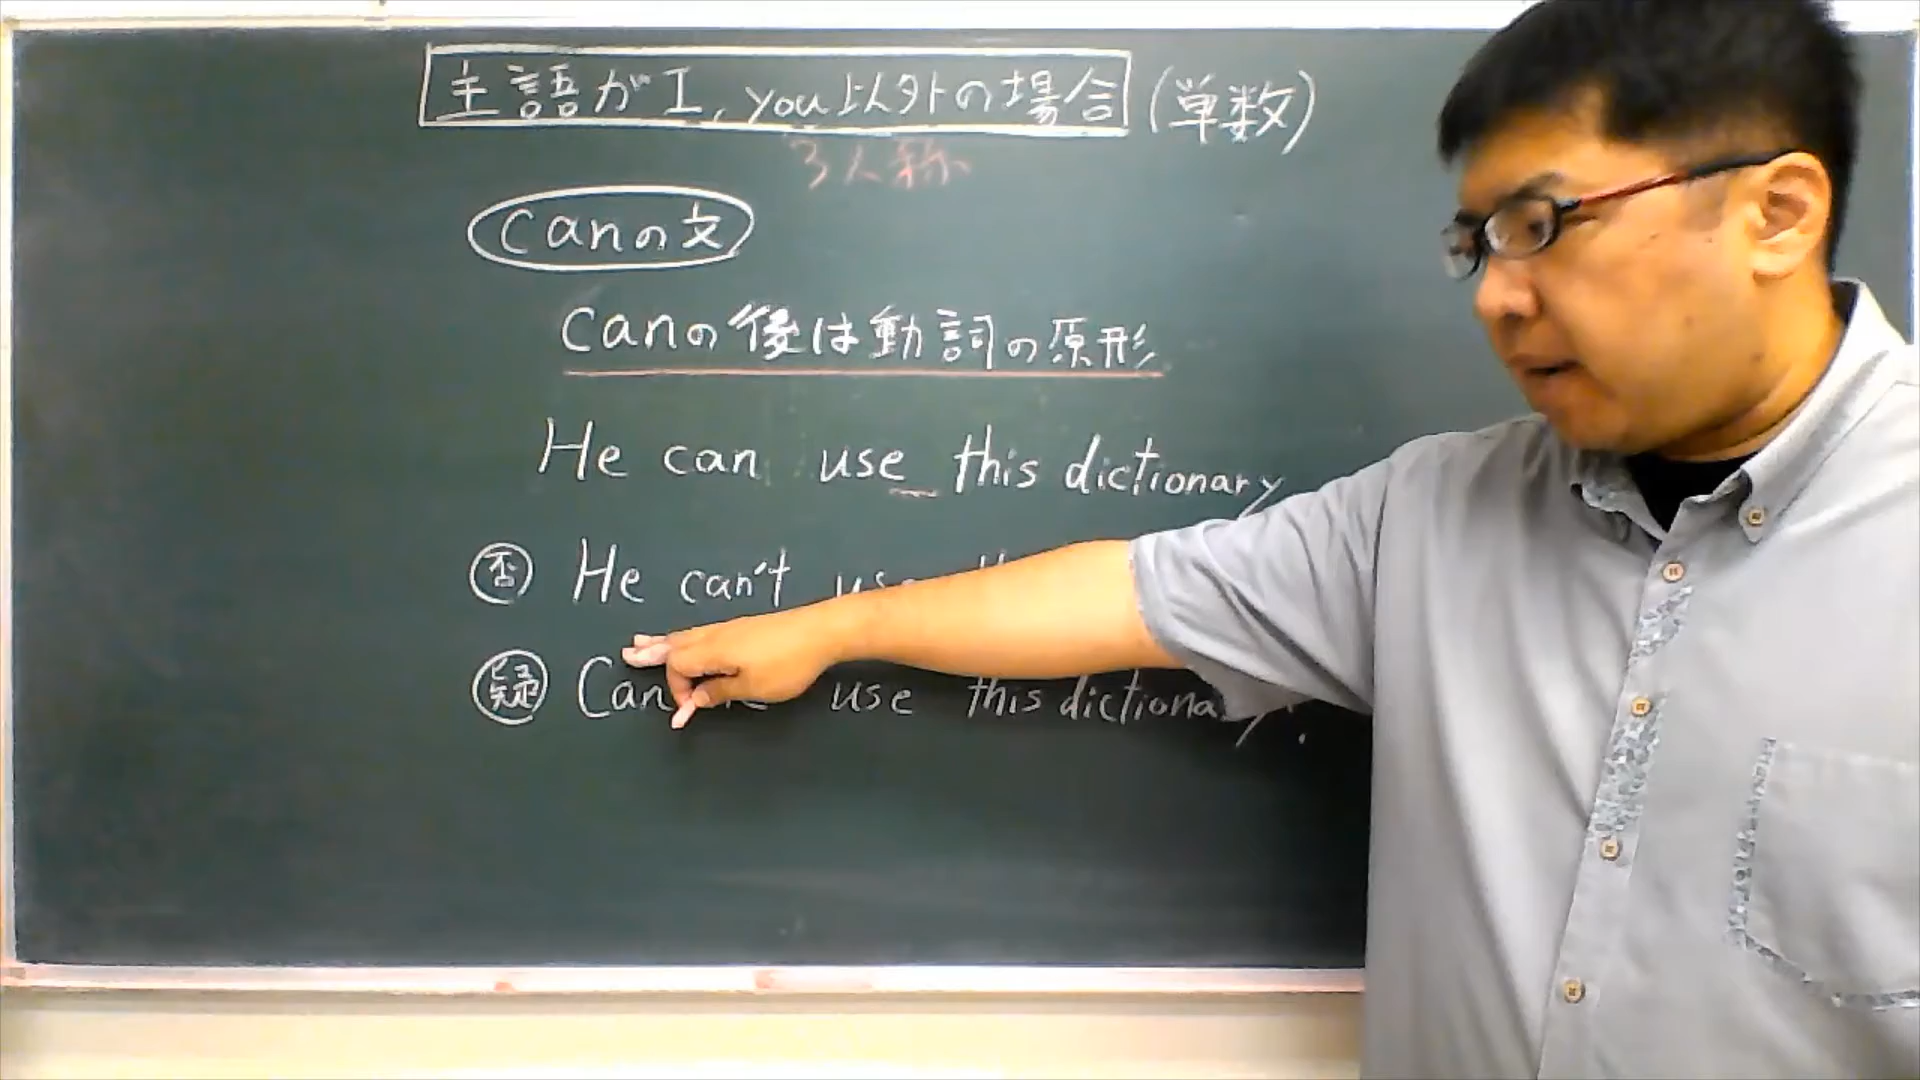 主語がI, you以外の場合(単数)
3人称
canの文
canの後は動詞の原形
He can use this dictionary
否 He can't use
疑 Can use this dictionary?